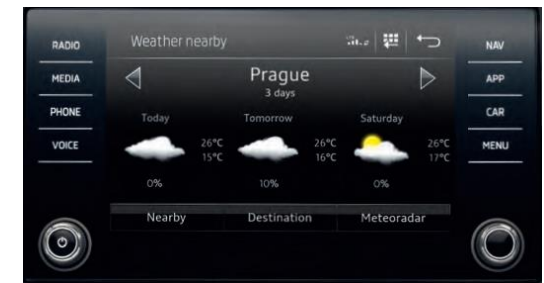 RADIO
MEDIA
PHONE
VOICE
Weather nearby
Prague
3 days
Today
Tomorrow
Saturday
26°C
15°C
26°C
16°C
26°C
17°C
0%
10%
0%
Nearby
Destination
Meteoradar
NAV
APP
CAR
MENU